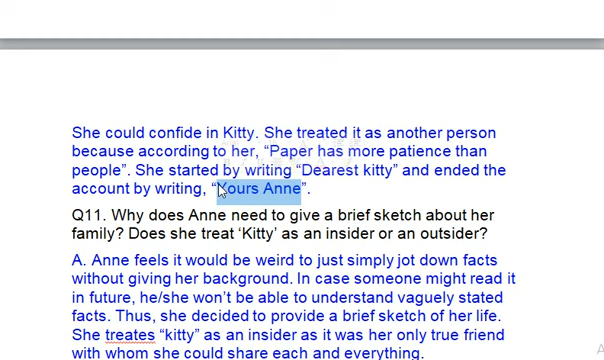 She could confide in Kitty. She treated it as another person
because according to her, “Paper has more patience than
people”. She started by writing “Dearest kitty” and ended the
account by writing, “Yours Anne”.
Q11. Why does Anne need to give a brief sketch about her
family? Does she treat ‘Kitty’ as an insider or an outsider?
A. Anne feels it would be weird to just simply jot down facts
without giving her background. In case someone might read it
in future, he/she won’t be able to understand vaguely stated
facts. Thus, she decided to provide a brief sketch of her life.
She treates “kitty” as an insider as it was her only true friend
with whom she could share each and everything.